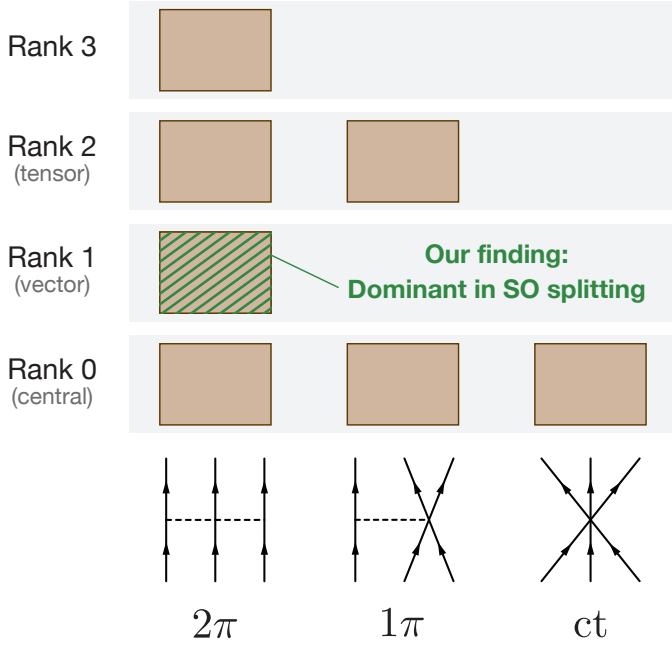 Rank 3
Rank 2
(tensor)
Rank 1
(vector)
Our finding:
Dominant in SO splitting
Rank 0
(central)
2π
1π
ct